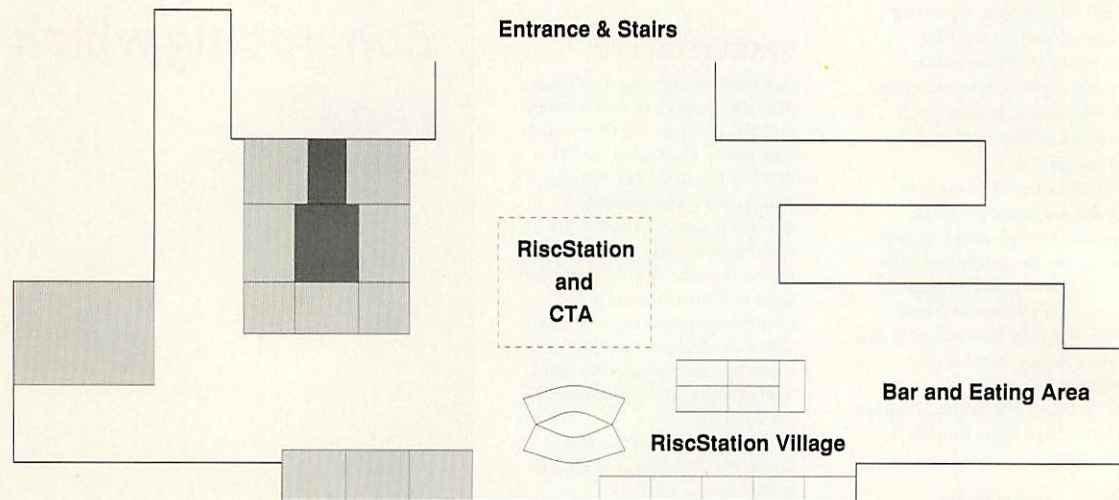 Entrance & Stairs
RiscStation
and
CTA
Bar and Eating Area
RiscStation Village